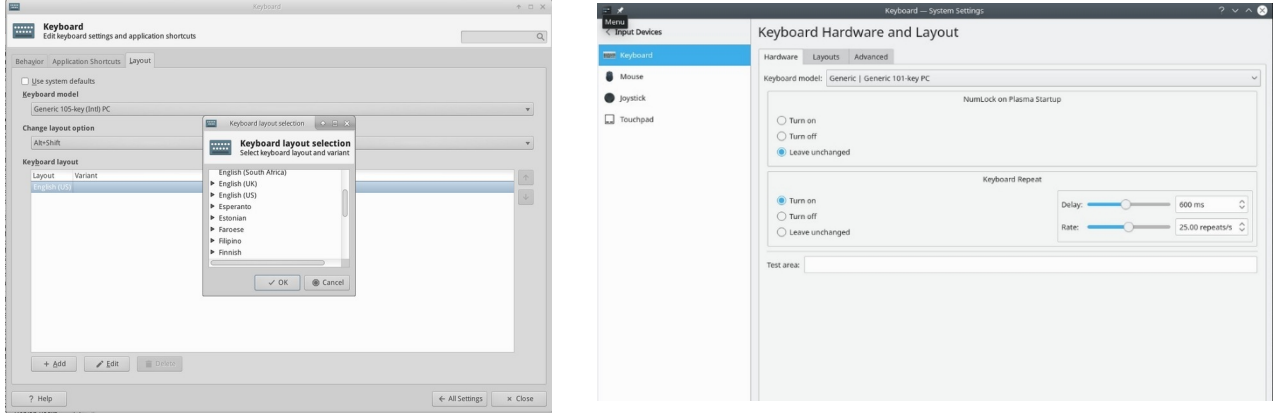 Keyboard
Keyboard
Edit keyboard settings and application shortcuts
Behavior Application Shortcuts Layout
Use system defaults
Keyboard model
Generic 105-key (Intl) PC
Change layout option
Alt+Shift
Keyboard layout
Layout Variant
English (US)
Keyboard layout selection
Keyboard layout selection
Select keyboard layout and variant
English (South Africa)
English (UK)
English (US)
Esperanto
Estonian
Faroese
Filipino
Finnish
OK Cancel
+ Add Edit Delete
? Help All Settings Close
Keyboard — System Settings
Menu
Input Devices
Keyboard
Mouse
Joystick
Touchpad
Keyboard Hardware and Layout
Hardware Layouts Advanced
Keyboard model: Generic | Generic 101-key PC
NumLock on Plasma Startup
Turn on
Turn off
Leave unchanged
Keyboard Repeat
Turn on
Turn off
Leave unchanged
Delay: 600 ms
Rate: 25.00 repeats/s
Test area: